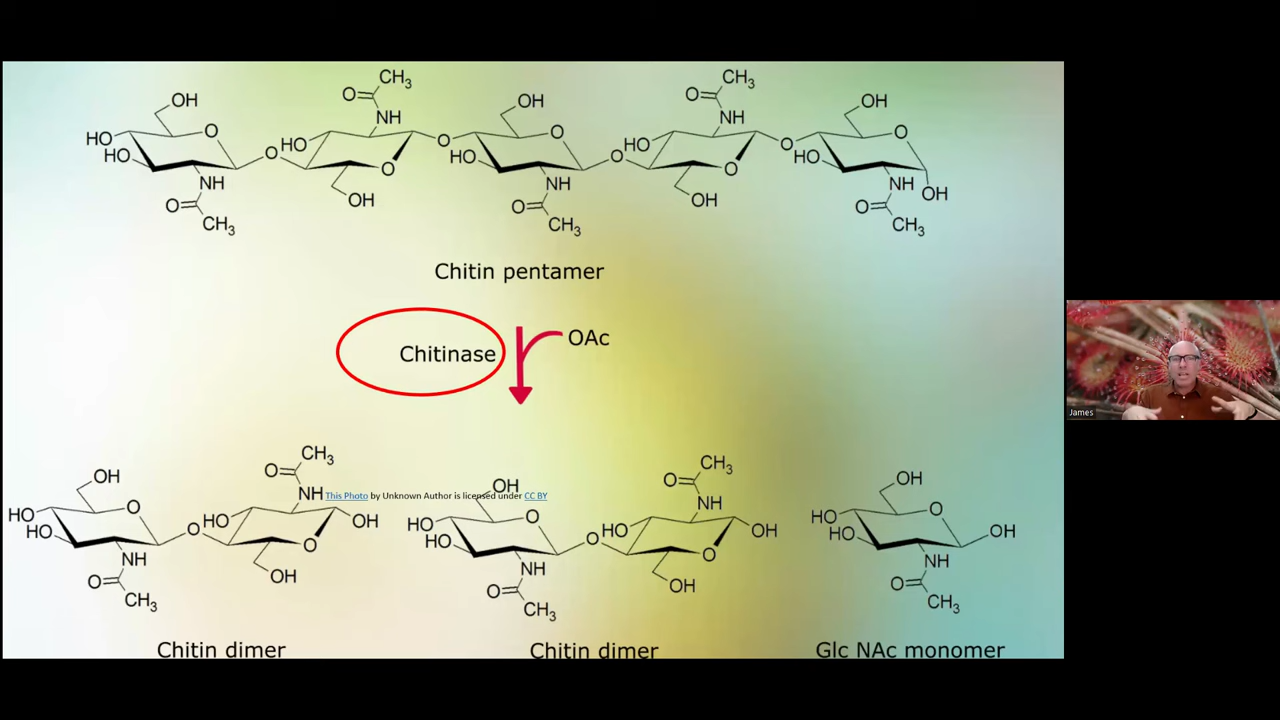 CH3
O
NH
CH3
O
NH
OH
HO
O
HO
O
HO
O
OH
NH
O
CH3
O
OH
HO
O
NH
O
CH3
O
HO
O
OH
O
OH
HO
O
NH
OH
O
CH3
Chitin pentamer
Chitinase
OAc
James
CH3
O
NH
OH
HO
HO
O
NH
O
CH3
O
HO
O
OH
OH
This Photo by Unknown Author is licensed under CC BY
CH3
O
NH
OH
HO
HO
O
NH
O
CH3
O
HO
O
OH
OH
OH
HO
HO
O
OH
NH
O
CH3
Chitin dimer
Chitin dimer
Glc NAc monomer